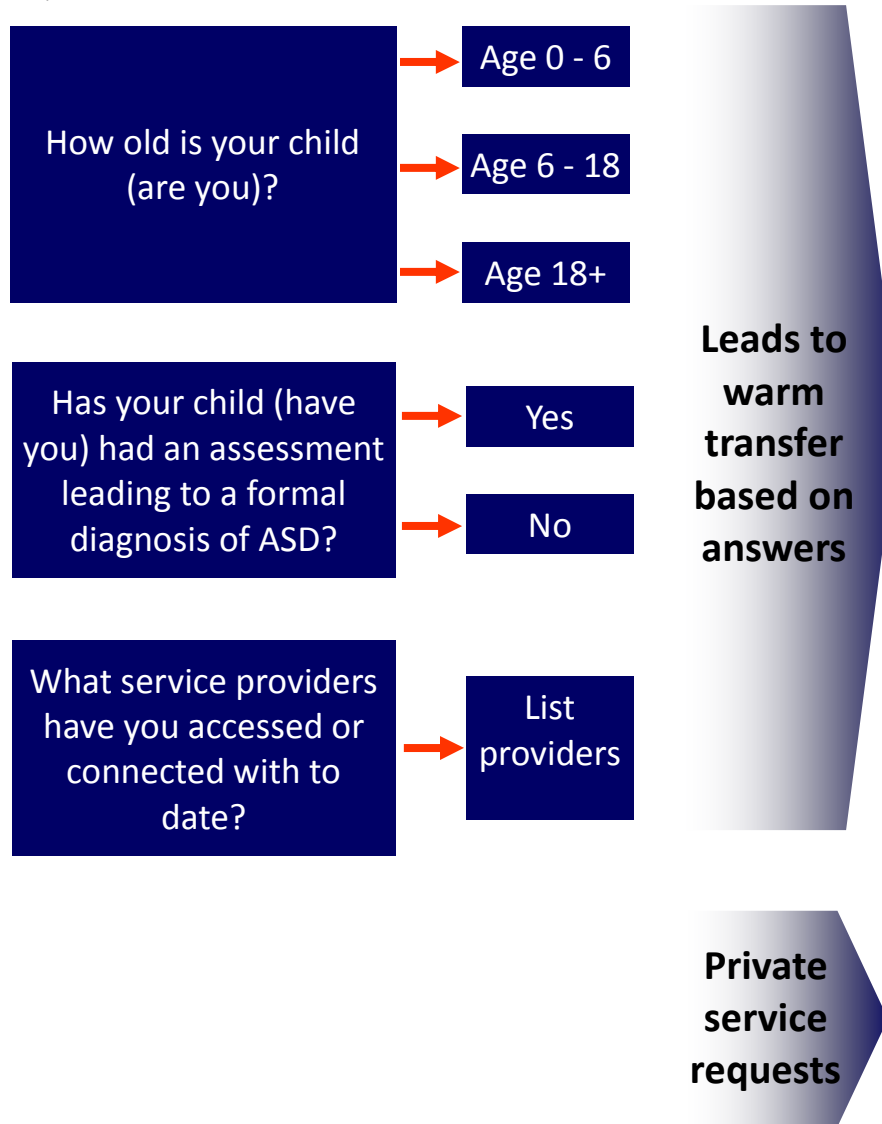 How old is your child
(are you)?
Age 0 - 6
Age 6 - 18
Age 18+
Has your child (have
you) had an assessment
leading to a formal
diagnosis of ASD?
Yes
No
What service providers
have you accessed or
connected with to
date?
List
providers
Leads to
warm
transfer
based on
answers
Private
service
requests